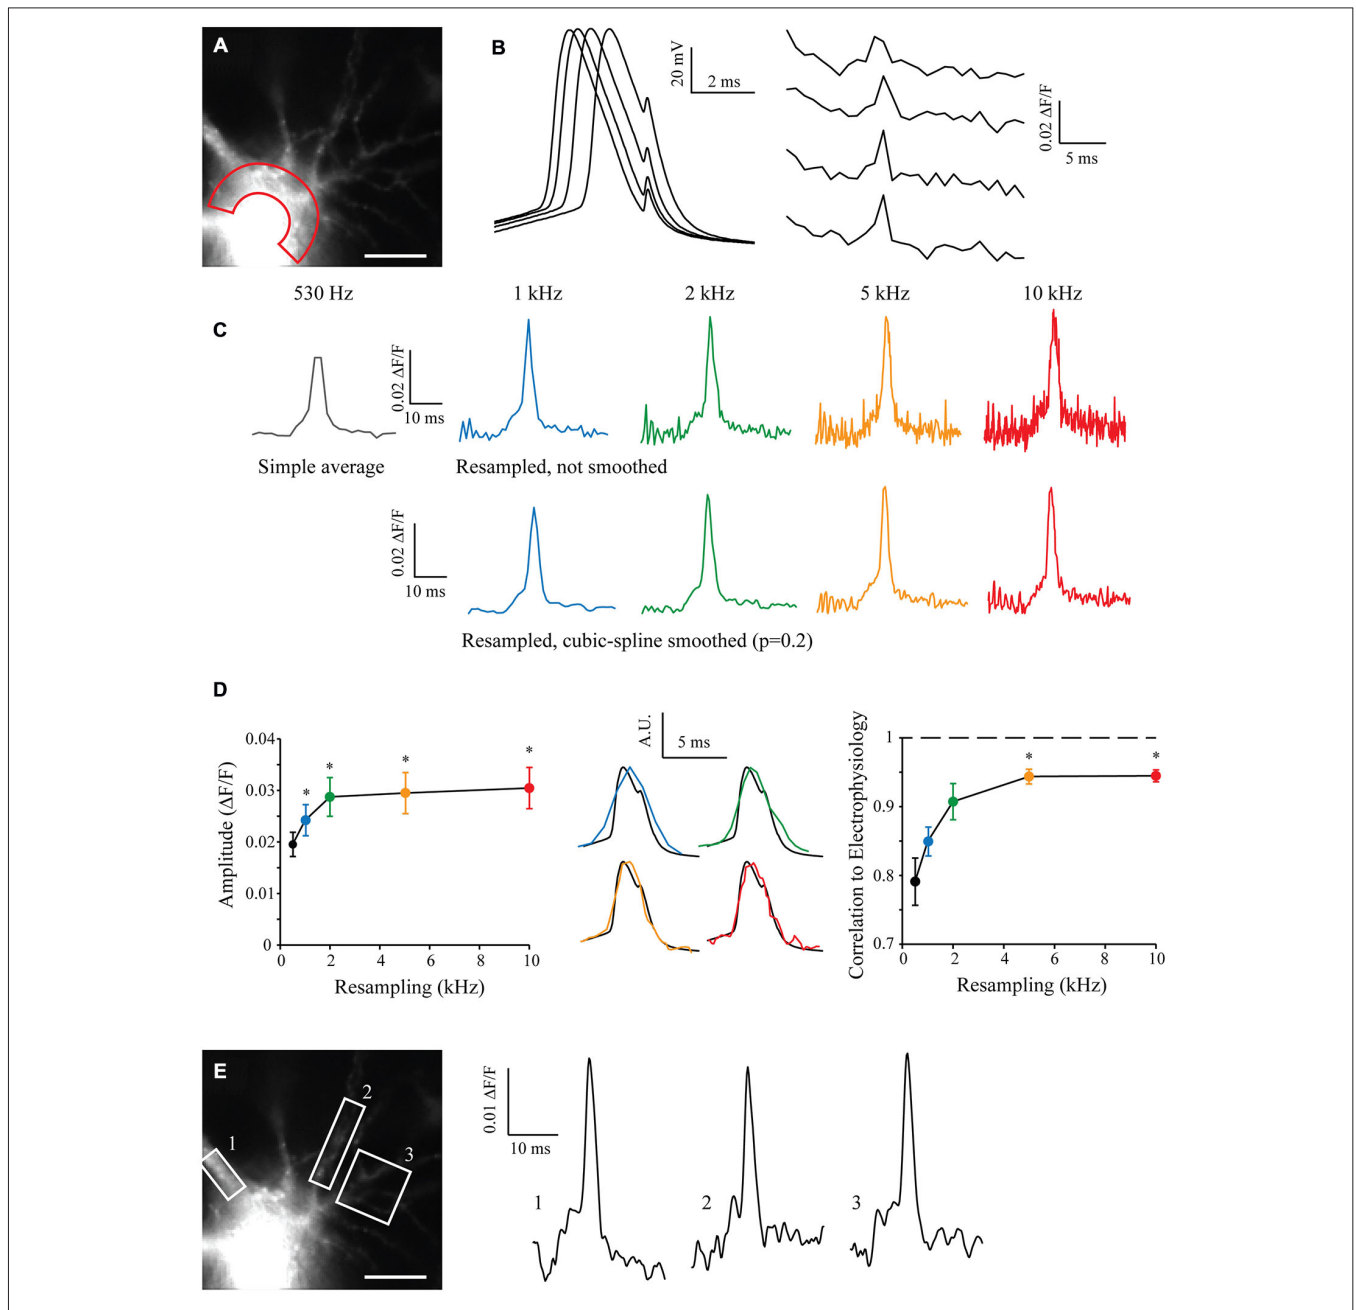 A
B
20 mV
2 ms
0.02 ΔF/F
5 ms
530 Hz
1 kHz
2 kHz
5 kHz
10 kHz
C
0.02 ΔF/F
10 ms
Simple average
Resampled, not smoothed
0.02 ΔF/F
10 ms
Resampled, cubic-spline smoothed (p=0.2)
D
Amplitude (ΔF/F)
0.04
0.03
0.02
0.01
0
* * * *
0 2 4 6 8 10
Resampling (kHz)
A.U.
5 ms
Correlation to Electrophysiology
1
0.9
0.8
0.7
* *
0 2 4 6 8 10
Resampling (kHz)
E
1
2
3
0.01 ΔF/F
10 ms
1
2
3